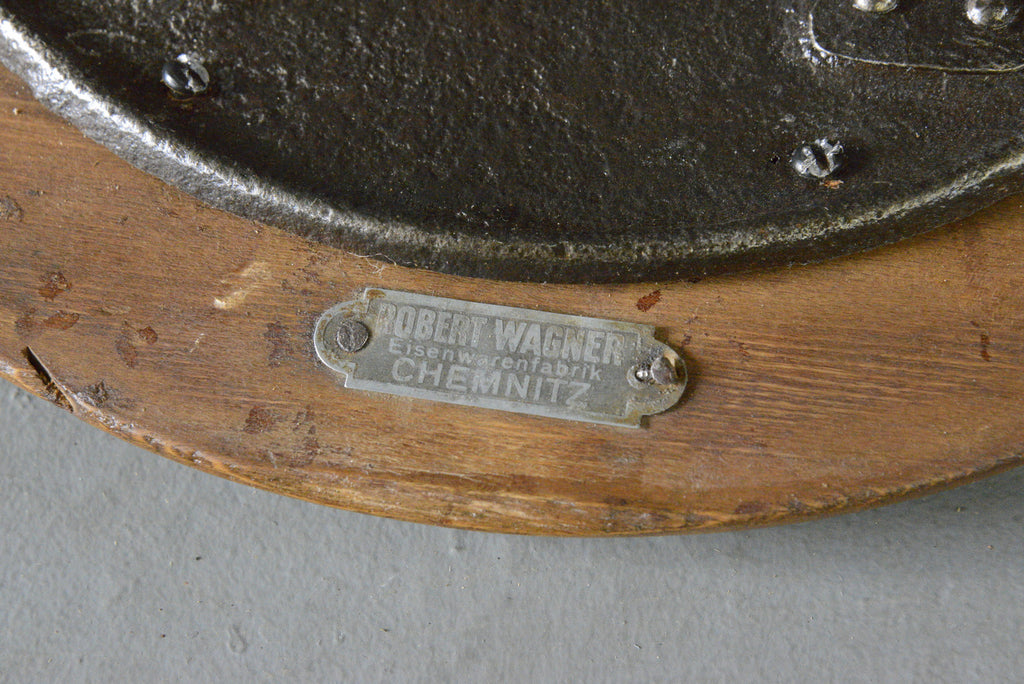 ROBERT WAGNER
Eisenwarenfabrik
CHEMNITZ